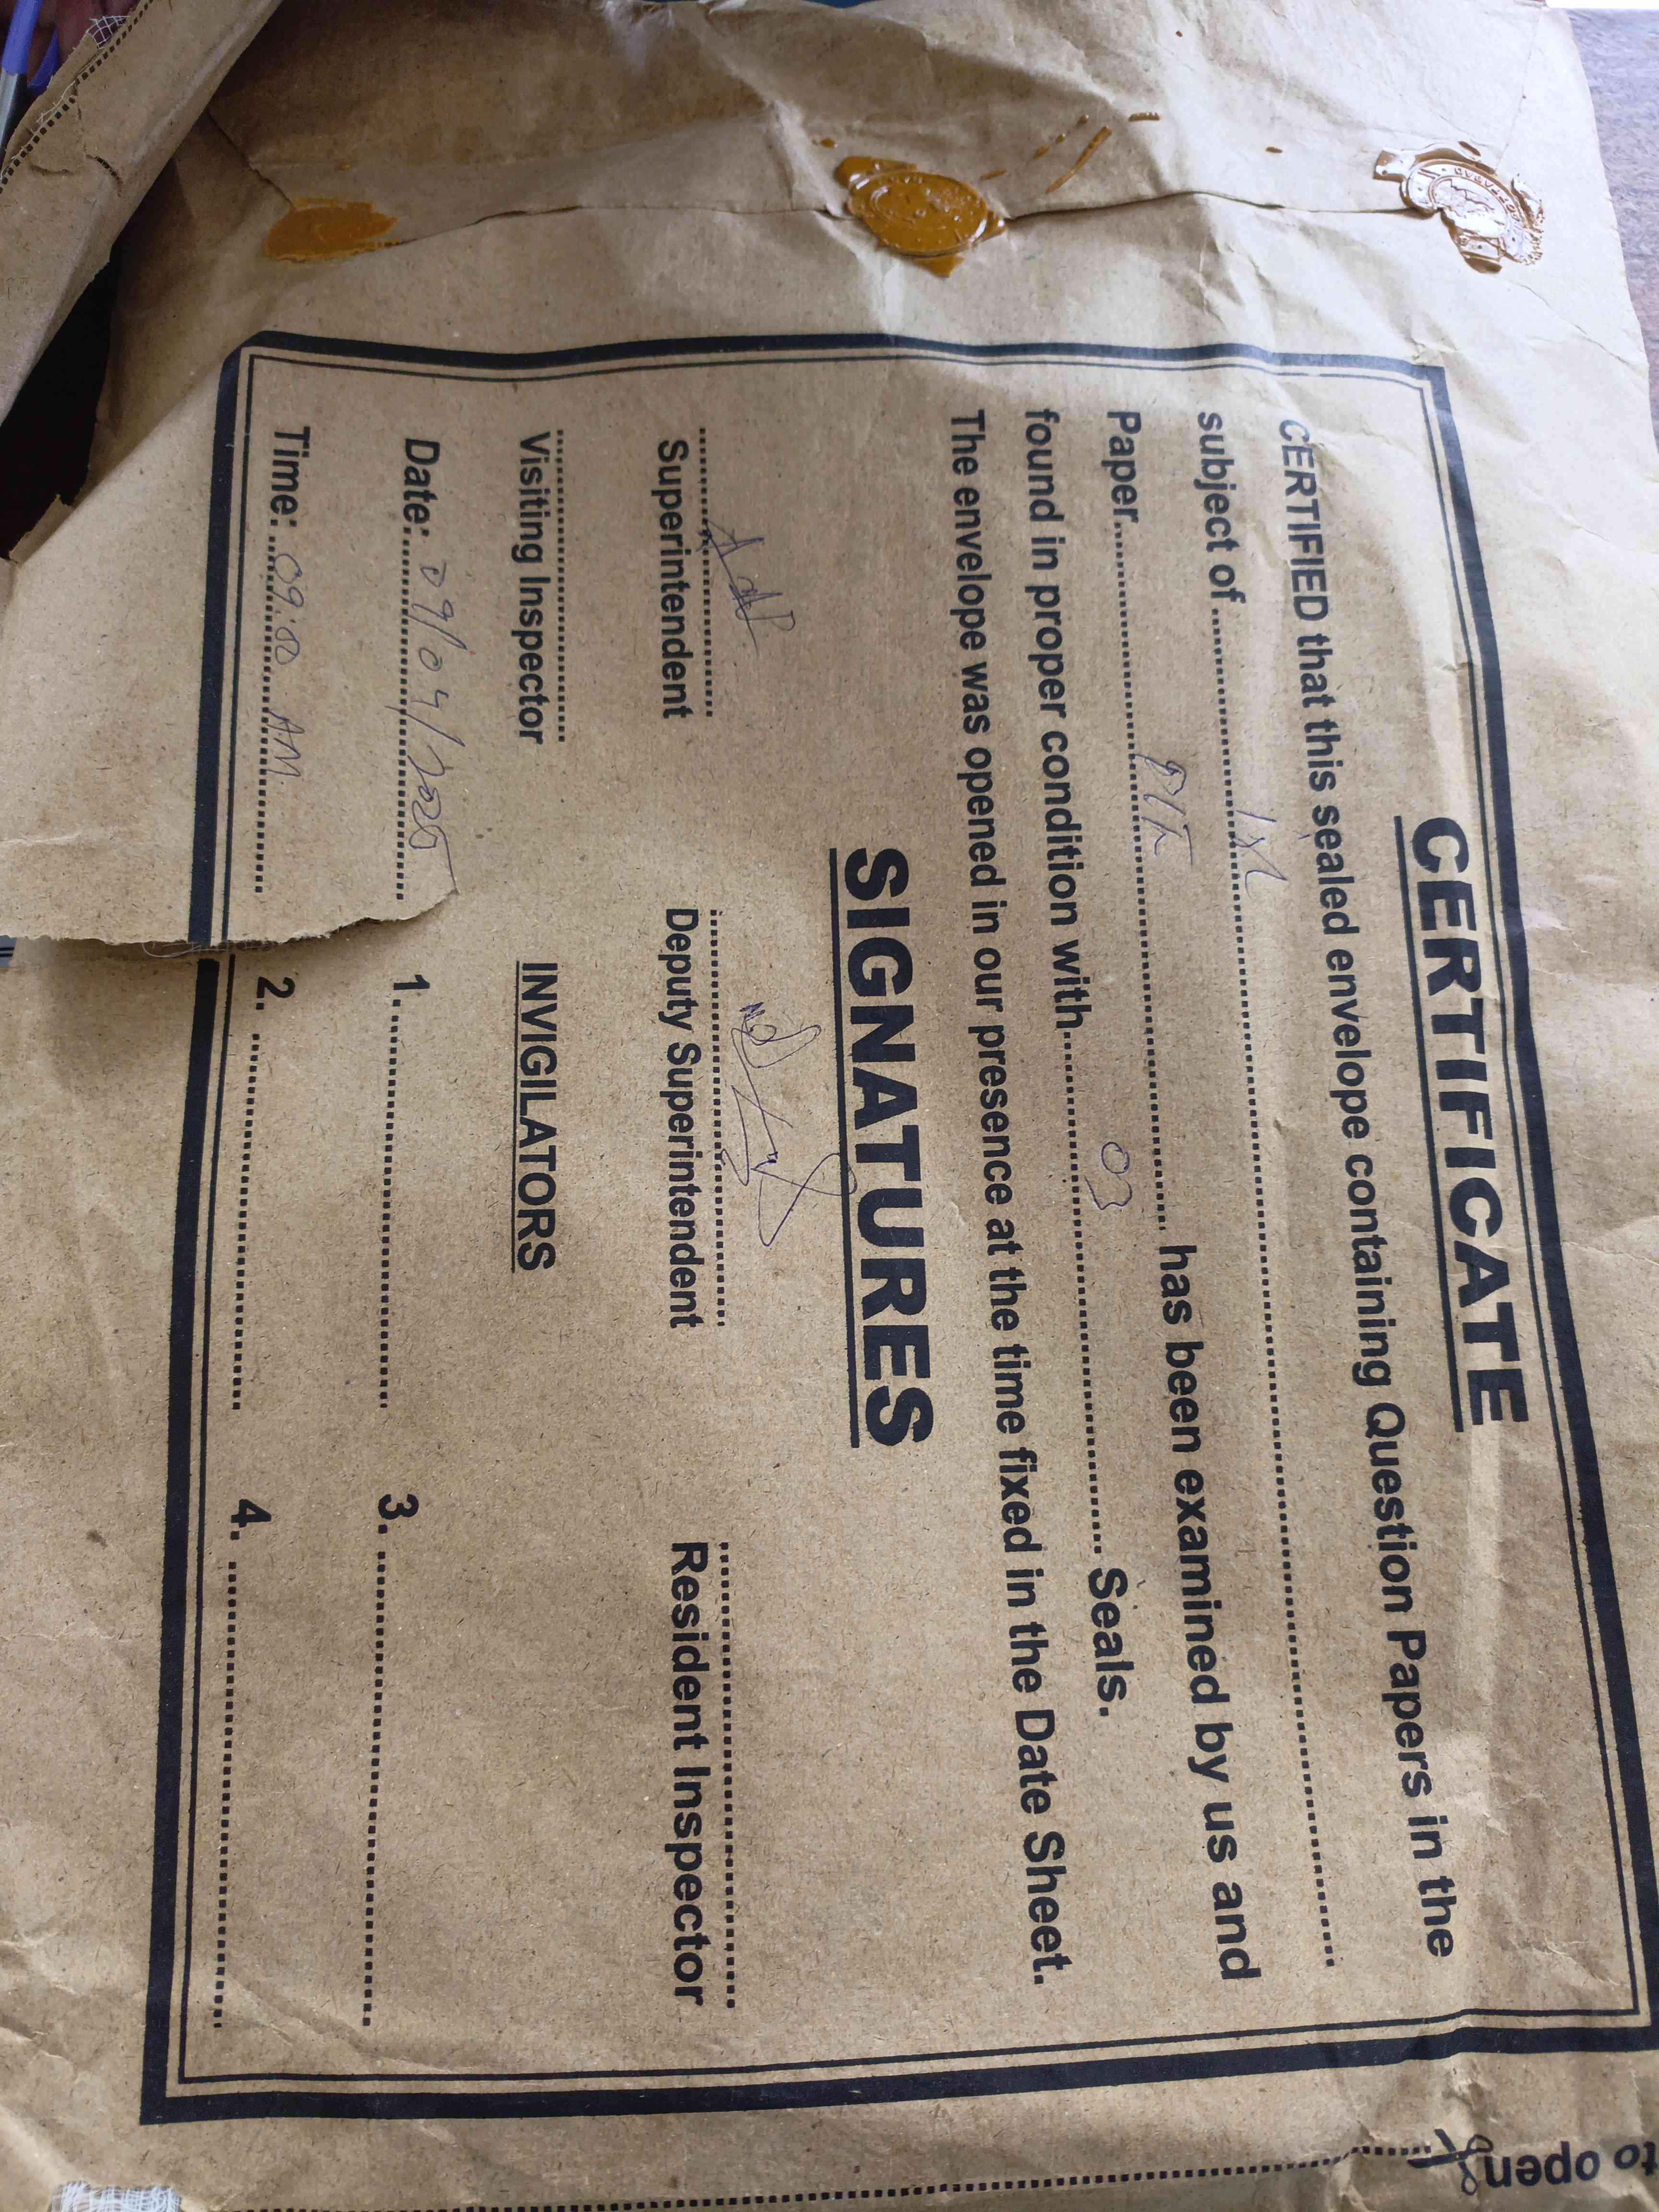 CERTIFICATE
CERTIFIED that this sealed envelope containing Question Papers in the
subject of
Paper.......... has been examined by us and
found in proper condition with.......... 03 .......... Seals.
The envelope was opened in our presence at the time fixed in the Date Sheet.
SIGNATURES
Superintendent Deputy Superintendent Resident Inspector
Visiting Inspector INVIGILATORS
Date: 09/04/2025 1. 3.
Time: 09:00 AM 2. 4.
to open